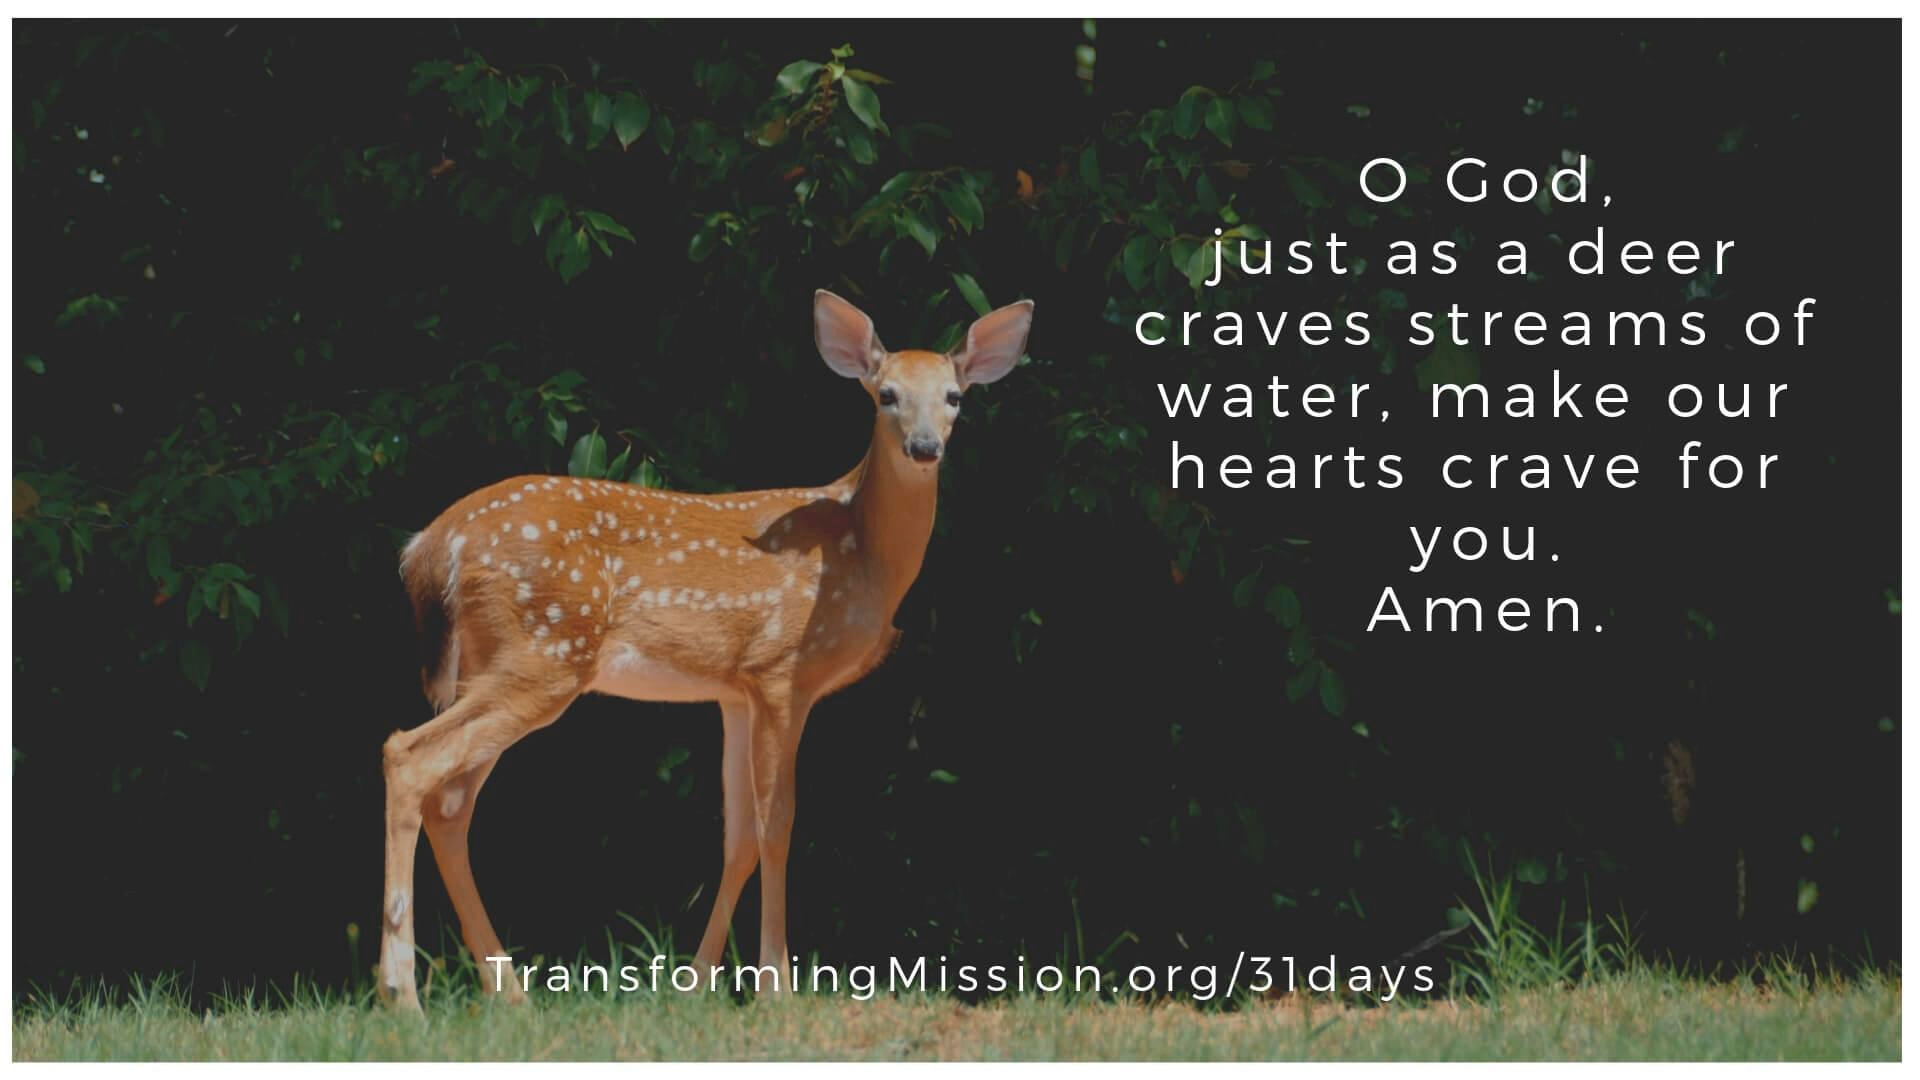 O God,
just as a deer
craves streams of
water, make our
hearts crave for
you.
Amen.
TransformingMission.org/31days